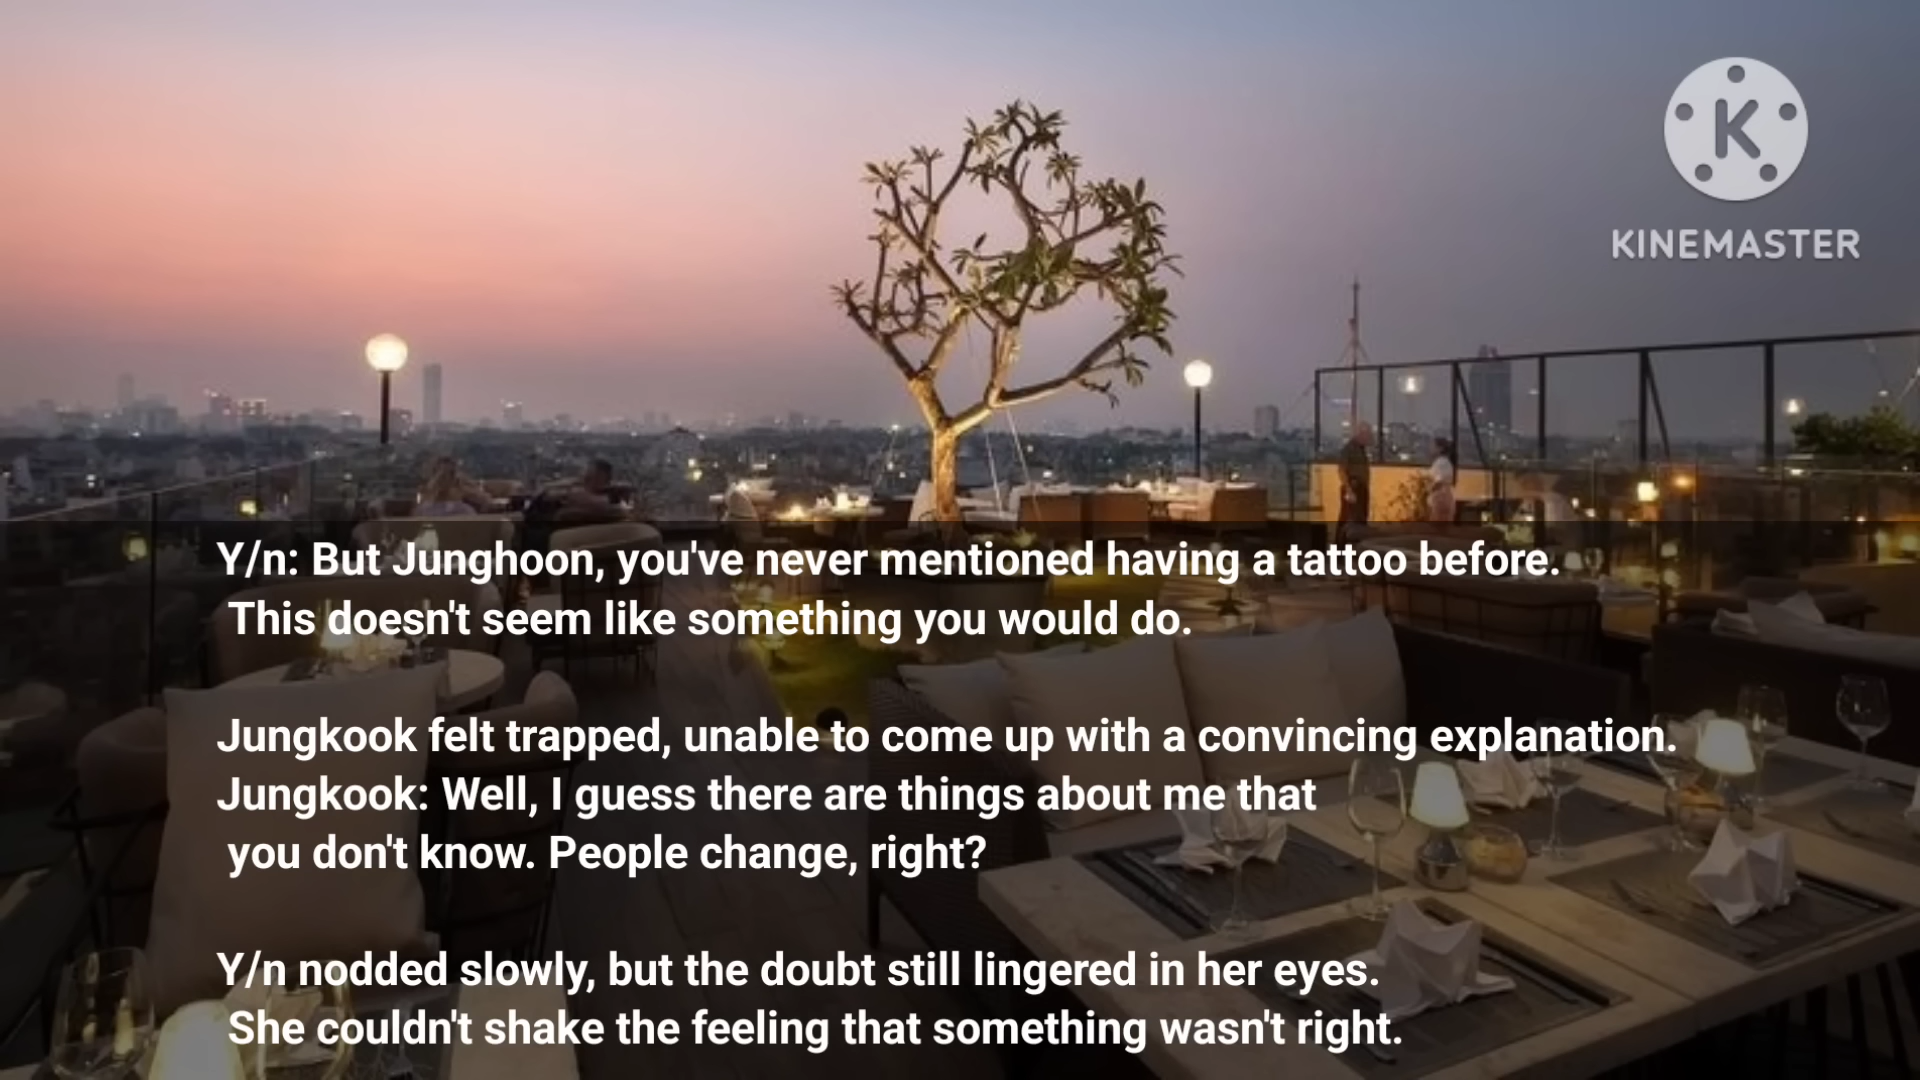 K
KINEMASTER
Y/n: But Junghoon, you've never mentioned having a tattoo before.
This doesn't seem like something you would do.
Jungkook felt trapped, unable to come up with a convincing explanation.
Jungkook: Well, I guess there are things about me that
you don't know. People change, right?
Y/n nodded slowly, but the doubt still lingered in her eyes.
She couldn't shake the feeling that something wasn't right.